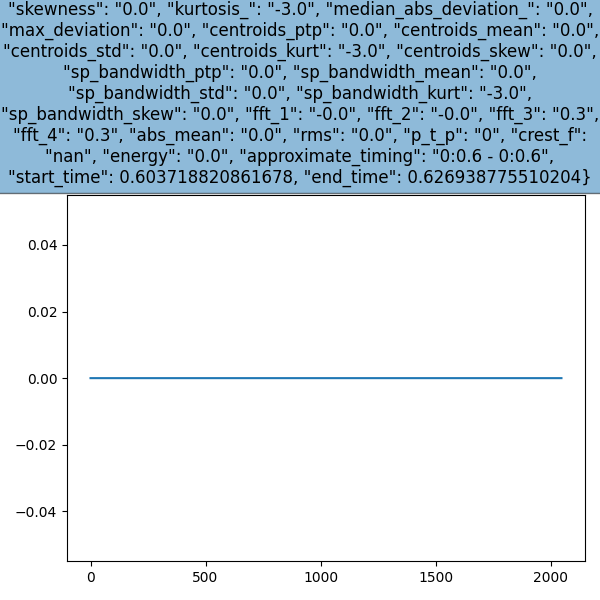 "skewness": "0.0", "kurtosis_": "-3.0", "median_abs_deviation_": "0.0",
"max_deviation": "0.0", "centroids_ptp": "0.0", "centroids_mean": "0.0",
"centroids_std": "0.0", "centroids_kurt": "-3.0", "centroids_skew": "0.0",
"sp_bandwidth_ptp": "0.0", "sp_bandwidth_mean": "0.0",
"sp_bandwidth_std": "0.0", "sp_bandwidth_kurt": "-3.0",
"sp_bandwidth_skew": "0.0", "fft_1": "-0.0", "fft_2": "-0.0", "fft_3": "0.3",
"fft_4": "0.3", "abs_mean": "0.0", "rms": "0.0", "p_t_p": "0", "crest_f":
"nan", "energy": "0.0", "approximate_timing": "0:0.6 - 0:0.6",
"start_time": 0.603718820861678, "end_time": 0.626938775510204}
0.04
0.02
0.00
−0.02
−0.04
0 500 1000 1500 2000